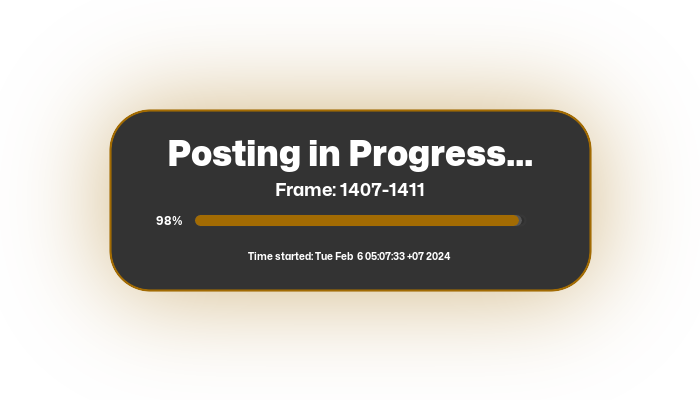 Posting in Progress...
Frame: 1407-1411
98%
Time started: Tue Feb 6 05:07:33 +07 2024